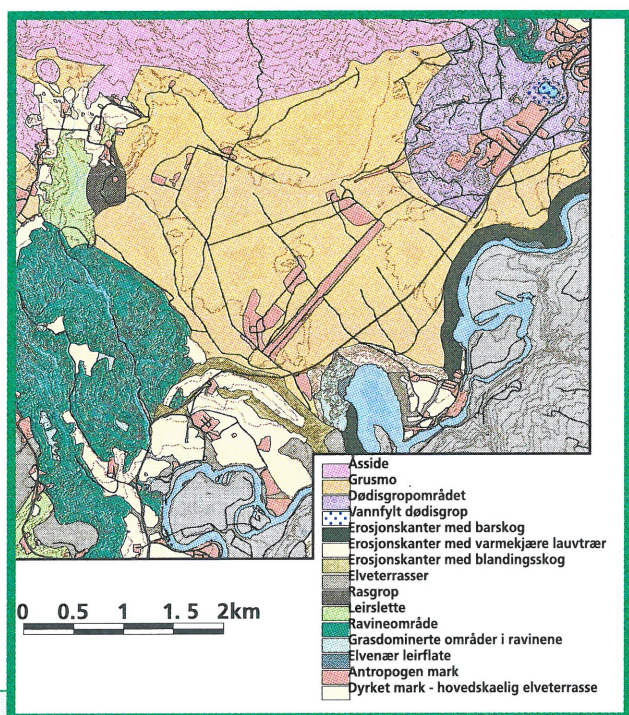 Åsside
Grusmo
Dødisgropområdet
Vannfylt dødisgrop
Erosjonskanter med barskog
Erosjonskanter med varmekjære lauvtrær
Erosjonskanter med blandingsskog
Elveterrasser
Rasgrop
Leirslette
Ravineområde
Grasdominerte områder i ravinene
Elvenær leirflate
Antropogen mark
Dyrket mark - hovedskaelig elveterrasse
0 0.5 1 1. 5 2km